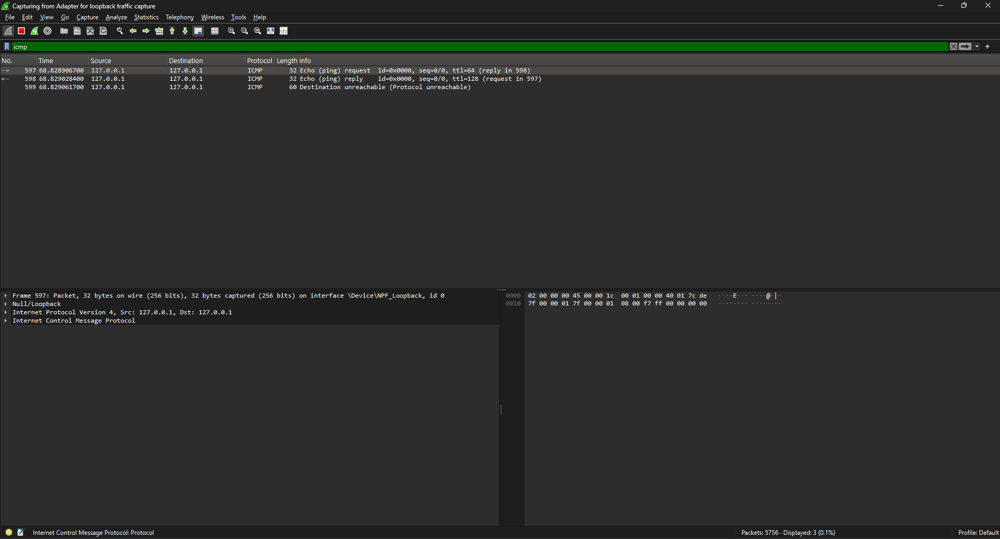 Capturing from Adapter for loopback traffic capture
File Edit View Go Capture Analyze Statistics Telephony Wireless Tools Help
icmp
No. Time Source Destination Protocol Length Info
597 68.828906700 127.0.0.1 127.0.0.1 ICMP 32 Echo (ping) request id=0x0000, seq=0/0, ttl=64 (reply in 598)
598 68.829028400 127.0.0.1 127.0.0.1 ICMP 32 Echo (ping) reply id=0x0000, seq=0/0, ttl=128 (request in 597)
599 68.829061700 127.0.0.1 127.0.0.1 ICMP 60 Destination unreachable (Protocol unreachable)
Frame 597: Packet, 32 bytes on wire (256 bits), 32 bytes captured (256 bits) on interface \Device\NPF_Loopback, id 0
Null/Loopback
Internet Protocol Version 4, Src: 127.0.0.1, Dst: 127.0.0.1
Internet Control Message Protocol
0000 02 00 00 00 45 00 00 1c 00 01 00 00 40 01 7c de ····E··· ····@·|·
0010 7f 00 00 01 7f 00 00 01 08 00 f7 ff 00 00 00 00 ········ ········
Internet Control Message Protocol: Protocol
Packets: 5756 · Displayed: 3 (0.1%)
Profile: Default